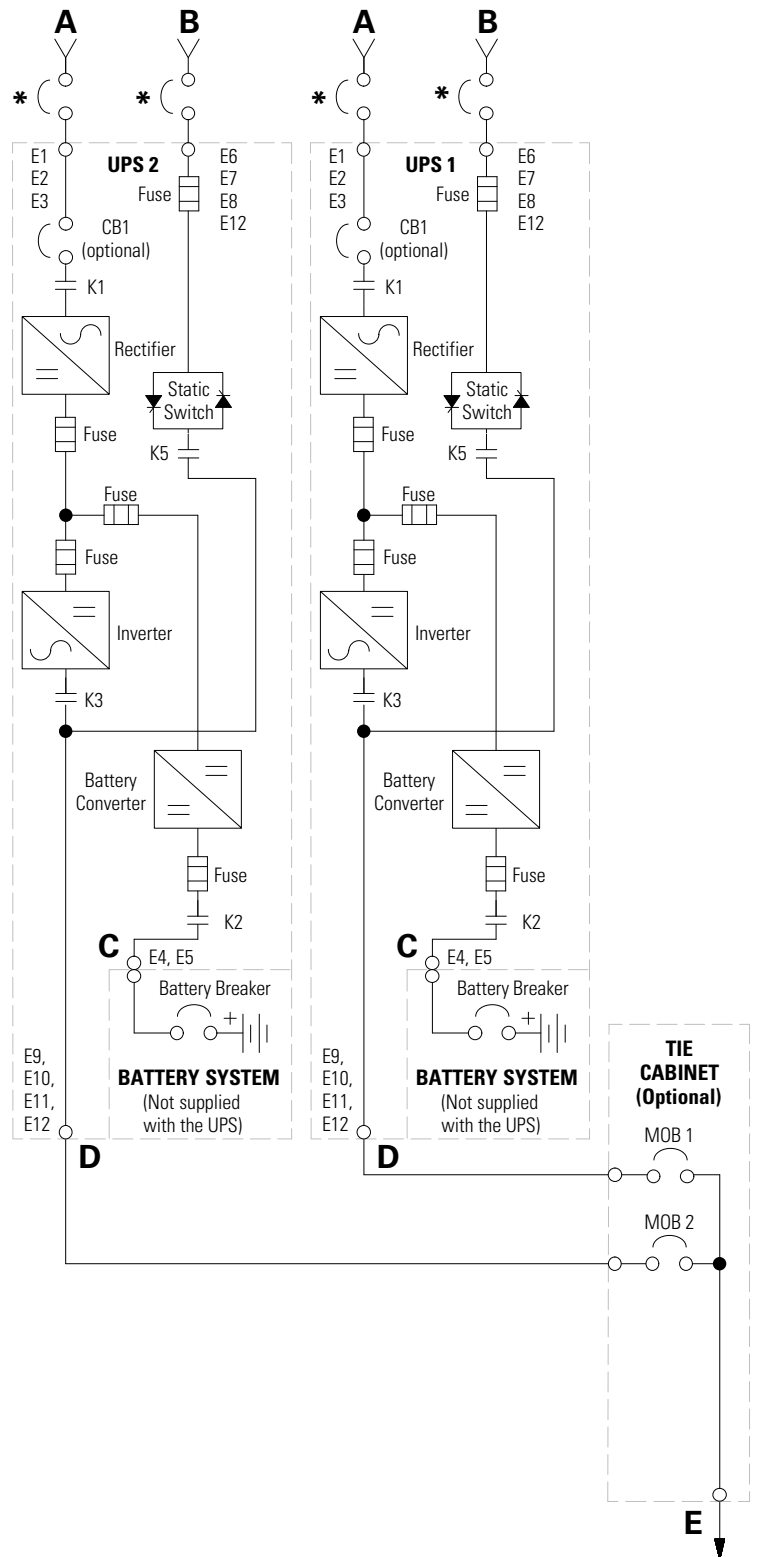 A B A B
* * * *
E1 UPS 2 E6 E1 UPS 1 E6
E2 E7 E2 E7
E3 Fuse E8 E3 Fuse E8
E12 E12
CB1 CB1
(optional) (optional)
K1 K1
Rectifier Rectifier
Static Static
Switch Switch
Fuse Fuse
K5 K5
Fuse Fuse
Fuse Fuse
Inverter Inverter
K3 K3
Battery Battery
Converter Converter
Fuse Fuse
K2 K2
C C
E4, E5 E4, E5
Battery Breaker Battery Breaker
+ +
E9, E9,
E10, BATTERY SYSTEM E10, BATTERY SYSTEM
E11, (Not supplied E11, (Not supplied
E12 with the UPS) E12 with the UPS)
D D
TIE
CABINET
(Optional)
MOB 1
MOB 2
E